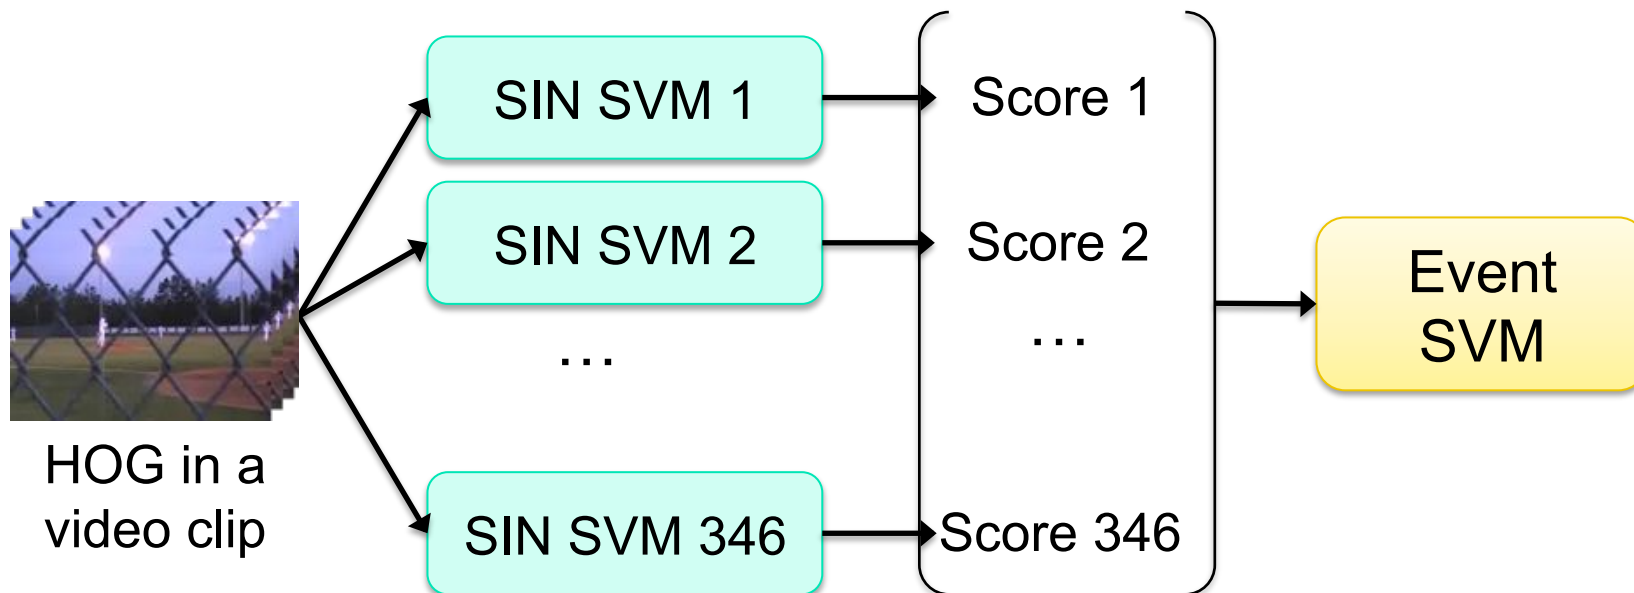 SIN SVM 1
Score 1
SIN SVM 2
Score 2
…
…
Event
SVM
HOG in a
video clip
SIN SVM 346
Score 346